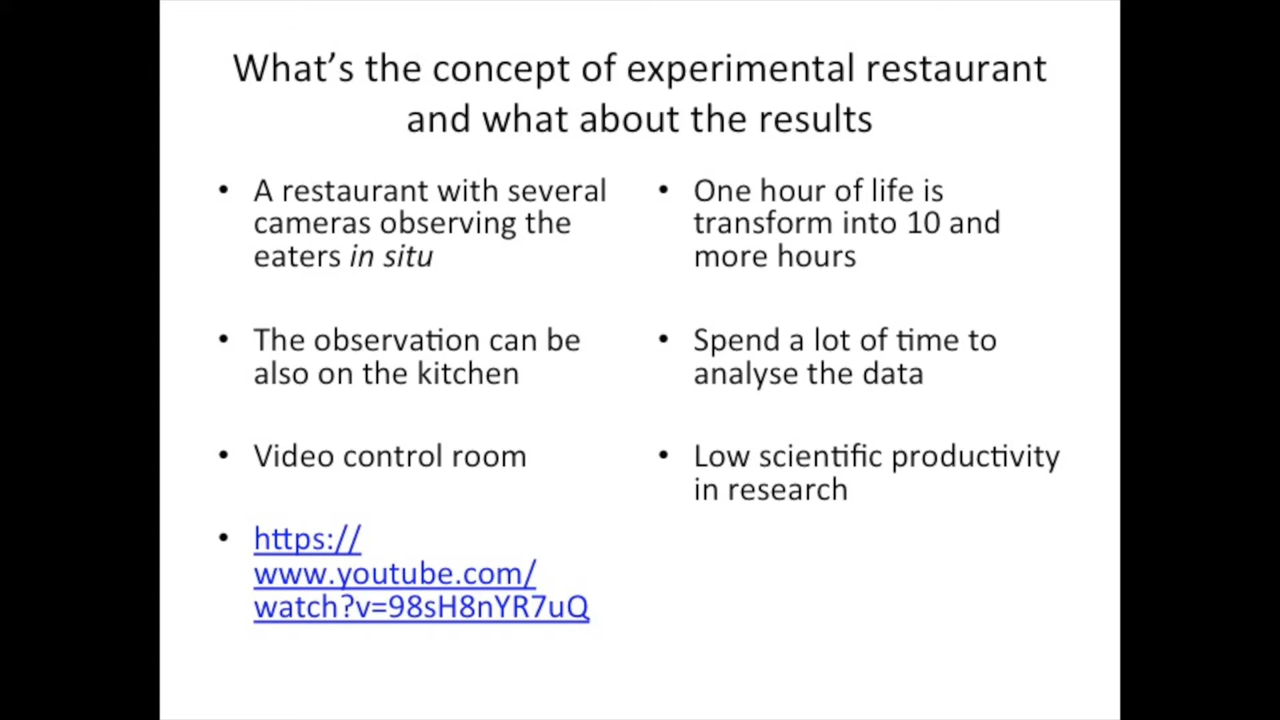 What's the concept of experimental restaurant
and what about the results
• A restaurant with several
cameras observing the
eaters in situ
• The observation can be
also on the kitchen
• Video control room
• https://
www.youtube.com/
watch?v=98sH8nYR7uQ
• One hour of life is
transform into 10 and
more hours
• Spend a lot of time to
analyse the data
• Low scientific productivity
in research